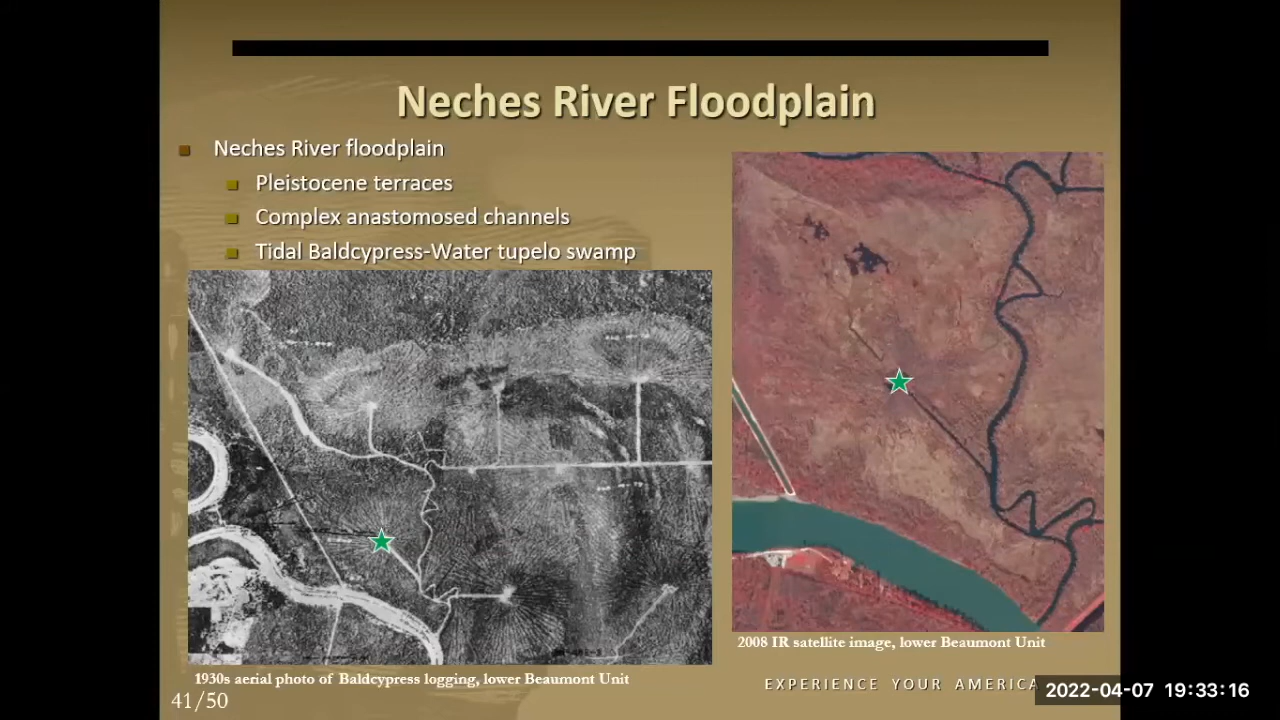 Neches River Floodplain
Neches River floodplain
Pleistocene terraces
Complex anastomosed channels
Tidal Baldcypress-Water tupelo swamp
1930s aerial photo of Baldcypress logging, lower Beaumont Unit
2008 IR satellite image, lower Beaumont Unit
EXPERIENCE YOUR AMERICA
41/50
2022-04-07 19:33:16